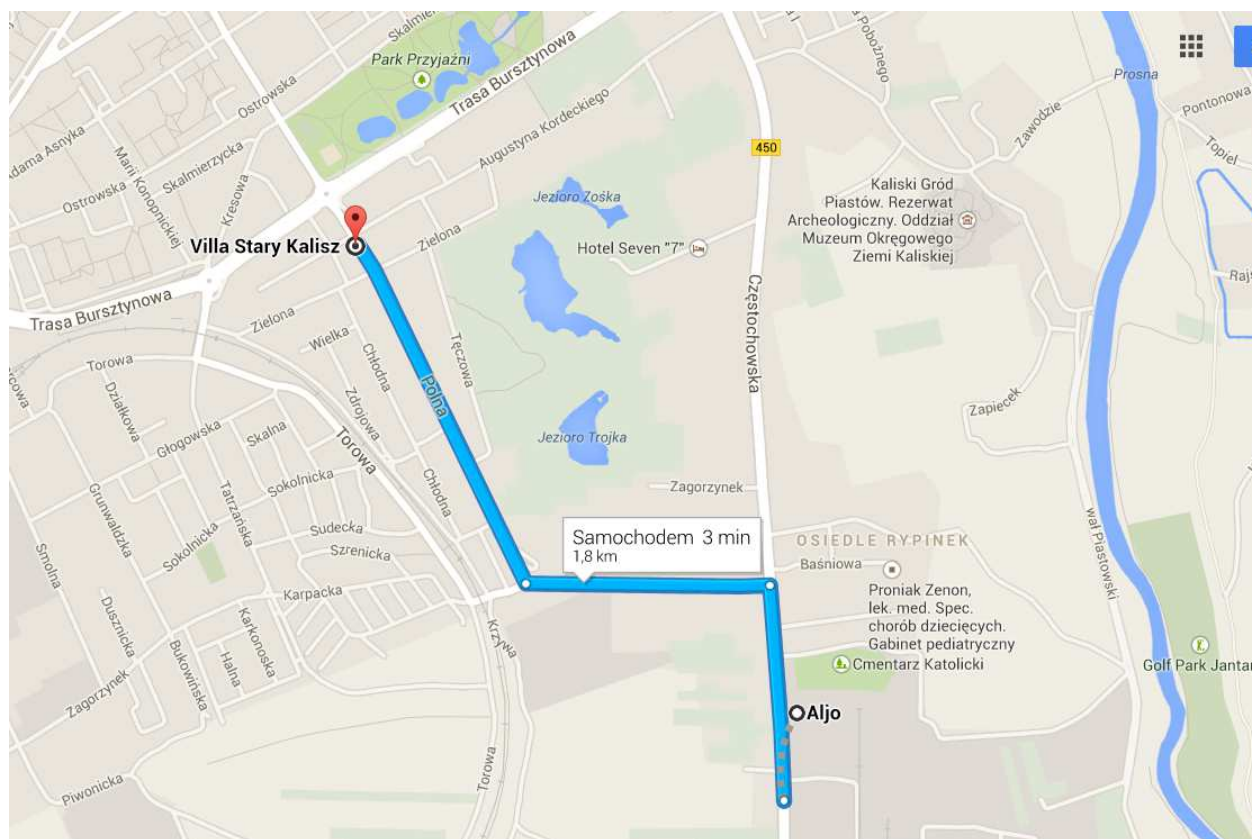 Skalmierzycka
Park Przyjaźni
Trasa Bursztynowa
Ostrowska
Adama Asnyka
Marii Konopnickiej
Skalmierzycka
Kresowa
Ostrowska
Augustyna Kordeckiego
Pobożnego
Prosna
Pontonowa
Topiel
Zawodzie
450
Kaliski Gród
Piastów. Rezerwat
Archeologiczny. Oddział
Muzeum Okręgowego
Ziemi Kaliskiej
Jezioro Zośka
Hotel Seven "7"
Villa Stary Kalisz
Zielona
Trasa Bursztynowa
Zielona
Wielka
Chłodna
Tęczowa
Częstochowska
Torowa
Działkowa
Głogowska
Skalna
Zdrojowa
Polna
Torowa
Jezioro Trojka
Zapiecek
Sokolnicka
Chłodna
Zagorzynek
Grunwaldzka
Tatrzańska
Sokolnicka
Sudecka
Szrenicka
Samochodem 3 min
1,8 km
OSIEDLE RYPINEK
Baśniowa
wał Piastowski
Smolna
Dusznicka
Karpacka
Karkonoska
Krzywa
Proniak Zenon,
lek. med. Spec.
chorób dziecięcych.
Gabinet pediatryczny
Cmentarz Katolicki
Golf Park Jantar
Zagorzynek
Bukowińska
Halna
Aljo
Piwonicka
Torowa